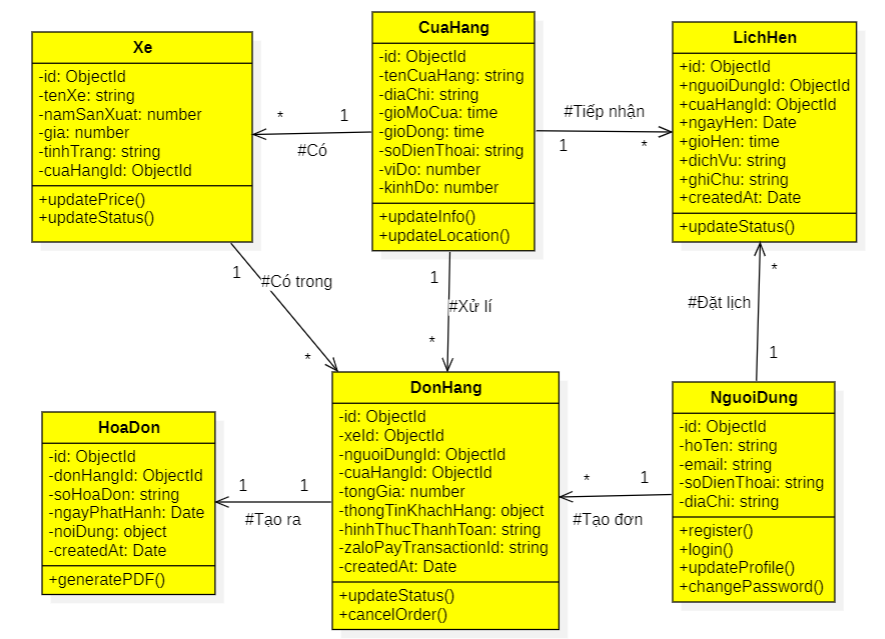 Xe
-id: ObjectId
-tenXe: string
-namSanXuat: number
-gia: number
-tinhTrang: string
-cuaHangId: ObjectId
+updatePrice()
+updateStatus()
CuaHang
-id: ObjectId
-tenCuaHang: string
-diaChi: string
-gioMoCua: time
-gioDong: time
-soDienThoai: string
-viDo: number
-kinhDo: number
+updateInfo()
+updateLocation()
LichHen
+id: ObjectId
+nguoiDungId: ObjectId
+cuaHangId: ObjectId
+ngayHen: Date
+gioHen: time
+dichVu: string
+ghiChu: string
+createdAt: Date
+updateStatus()
* 1
#Có
#Tiếp nhận
1 *
1
#Có trong
*
1
#Xử lí
*
*
#Đặt lịch
1
HoaDon
-id: ObjectId
-donHangId: ObjectId
-soHoaDon: string
-ngayPhatHanh: Date
-noiDung: object
-createdAt: Date
+generatePDF()
1 1
#Tạo ra
DonHang
-id: ObjectId
-xeId: ObjectId
-nguoiDungId: ObjectId
-cuaHangId: ObjectId
-tongGia: number
-thongTinKhachHang: object
-hinhThucThanhToan: string
-zaloPayTransactionId: string
-createdAt: Date
+updateStatus()
+cancelOrder()
* 1
#Tạo đơn
NguoiDung
-id: ObjectId
-hoTen: string
-email: string
-soDienThoai: string
-diaChi: string
+register()
+login()
+updateProfile()
+changePassword()